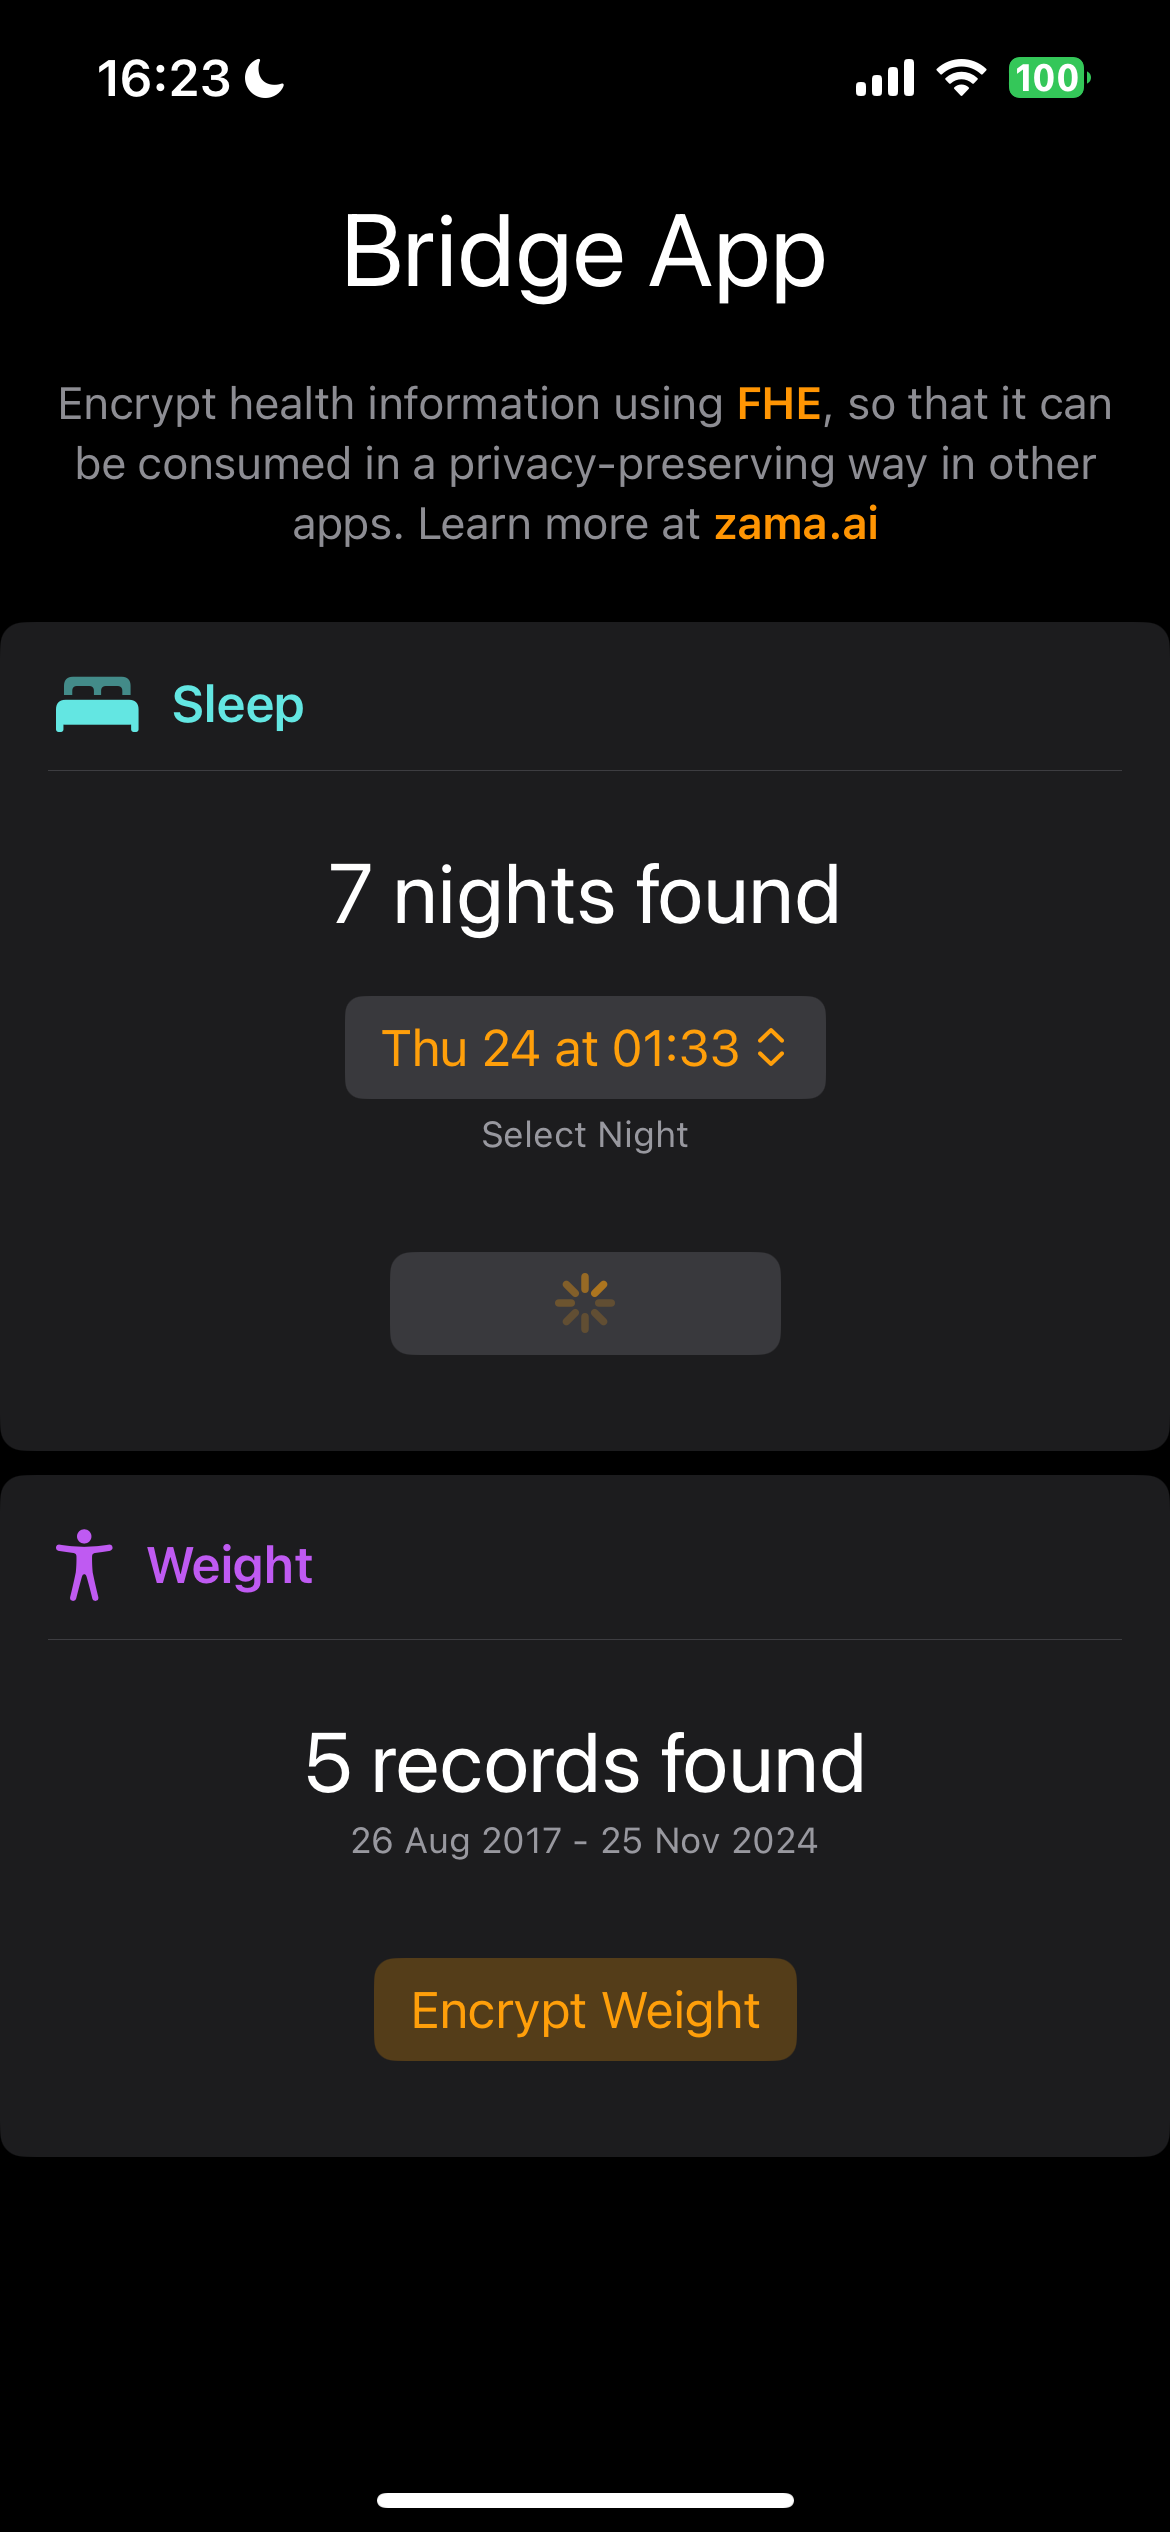 16:23
100
Bridge App
Encrypt health information using FHE, so that it can
be consumed in a privacy-preserving way in other
apps. Learn more at zama.ai
Sleep
7 nights found
Thu 24 at 01:33
Select Night
Weight
5 records found
26 Aug 2017 - 25 Nov 2024
Encrypt Weight